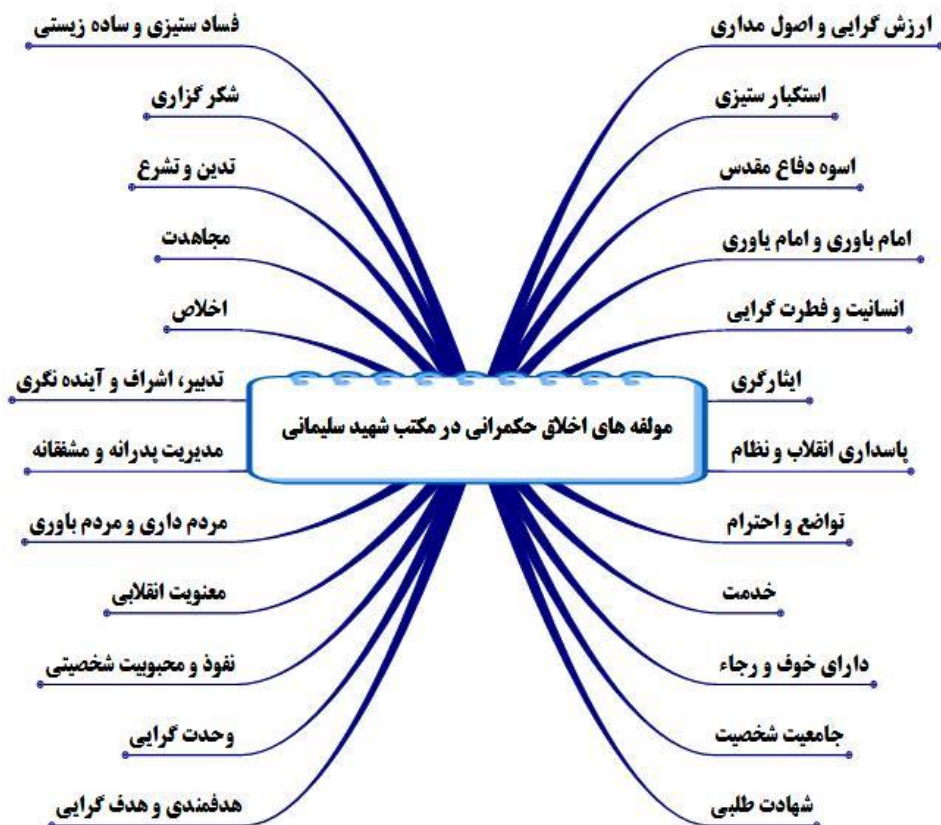 مولفه های اخلاق حکمرانی در مکتب شهید سلیمانی
ارزش گرایی و اصول مداری
استکبار ستیزی
اسوه دفاع مقدس
امام باوری و امام یاوری
انسانیت و فطرت گرایی
ایثارگری
پاسداری انقلاب و نظام
تواضع و احترام
خدمت
دارای خوف و رجاء
جامعیت شخصیت
شهادت طلبی
فساد ستیزی و ساده زیستی
شکر گزاری
تدین و تشرع
مجاهدت
اخلاص
تدبیر، اشراف و آینده نگری
مدیریت پدرانه و مشفقانه
مردم داری و مردم باوری
معنویت انقلابی
نفوذ و محبوبیت شخصیتی
وحدت گرایی
هدفمندی و هدف گرایی